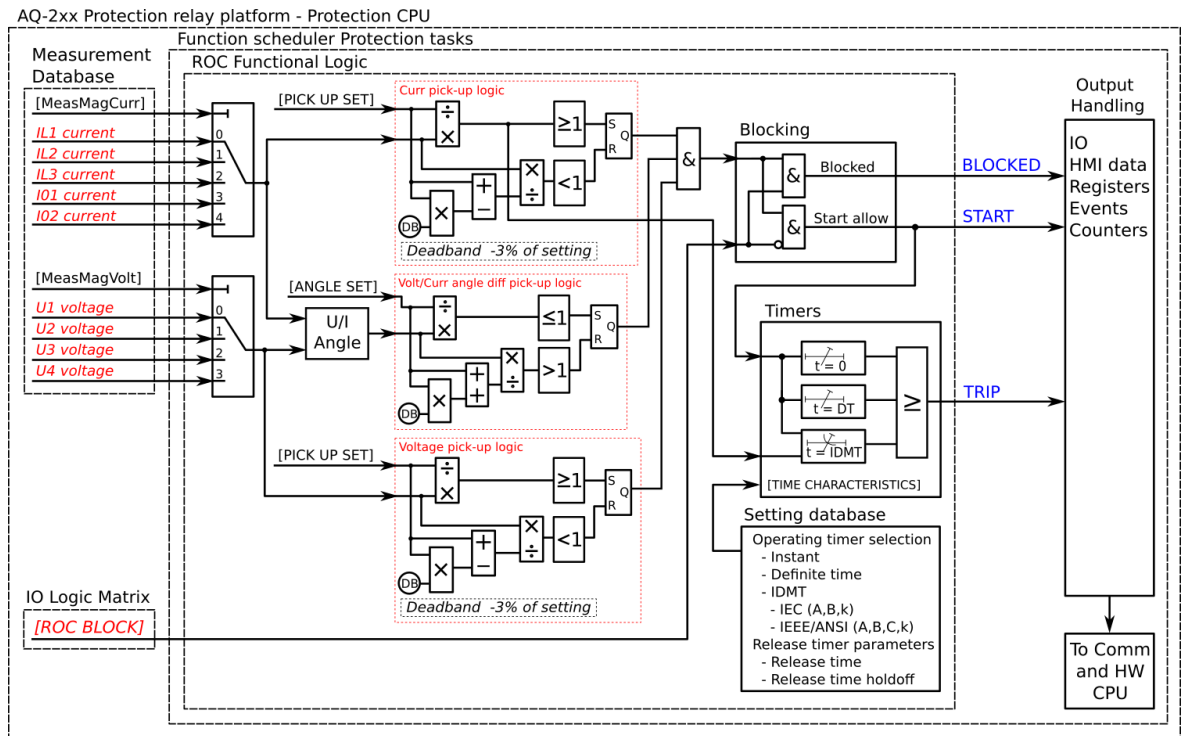 AQ-2xx Protection relay platform - Protection CPU
Function scheduler Protection tasks
ROC Functional Logic
Measurement
Database
[MeasMagCurr]
IL1 current
IL2 current
IL3 current
I01 current
I02 current
0
1
2
3
4
[MeasMagVolt]
U1 voltage
U2 voltage
U3 voltage
U4 voltage
0
1
2
3
IO Logic Matrix
[ROC BLOCK]
[PICK UP SET]
Curr pick-up logic
÷
×
≥1
S
Q
R
×
÷
<1
+
−
×
DB
Deadband -3% of setting
[ANGLE SET]
U/I
Angle
Volt/Curr angle diff pick-up logic
÷
×
≤1
S
Q
R
×
÷
>1
+
+
×
DB
[PICK UP SET]
Voltage pick-up logic
÷
×
≥1
S
Q
R
×
÷
<1
+
−
×
DB
Deadband -3% of setting
&
Blocking
&
Blocked
&
Start allow
BLOCKED
START
Timers
t = 0
t = DT
t = IDMT
≥
[TIME CHARACTERISTICS]
TRIP
Setting database
Operating timer selection
- Instant
- Definite time
- IDMT
- IEC (A,B,k)
- IEEE/ANSI (A,B,C,k)
Release timer parameters
- Release time
- Release time holdoff
Output
Handling
IO
HMI data
Registers
Events
Counters
To Comm
and HW
CPU